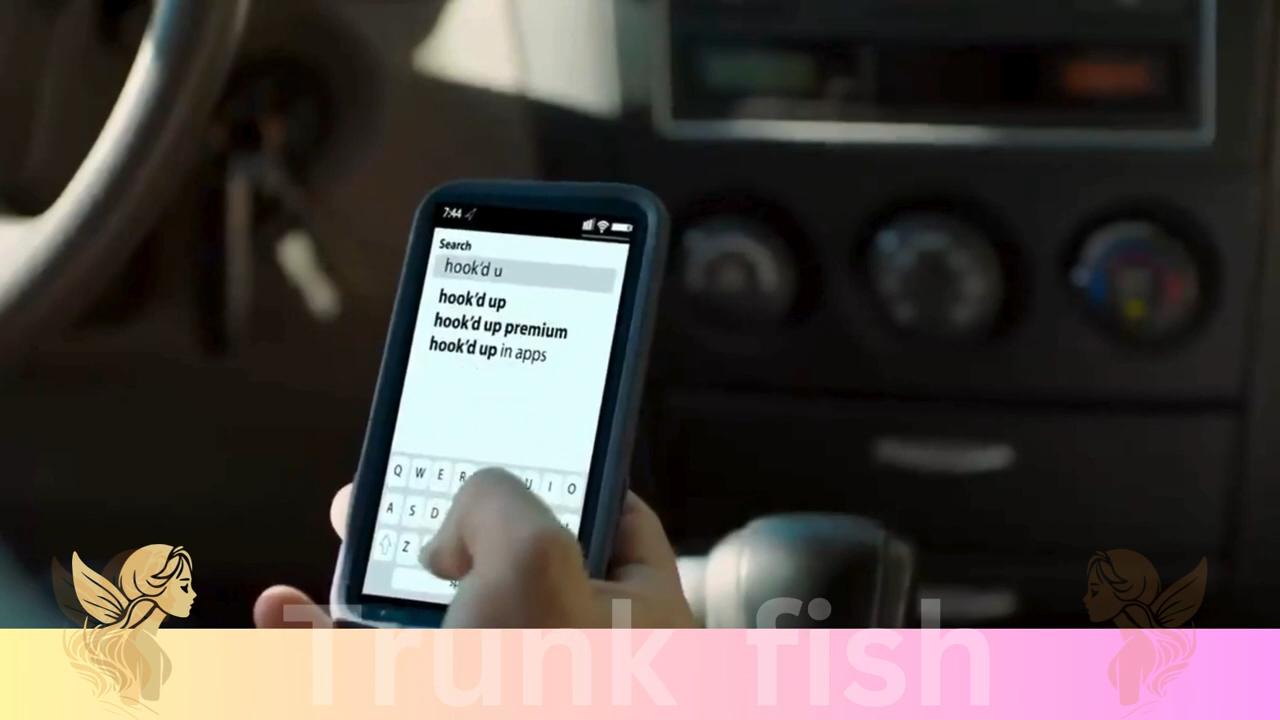 7:44
Search
hook'd u
hook'd up
hook'd up premium
hook'd up in apps
Q W E R U I O
A S D
Z
Trunk fish